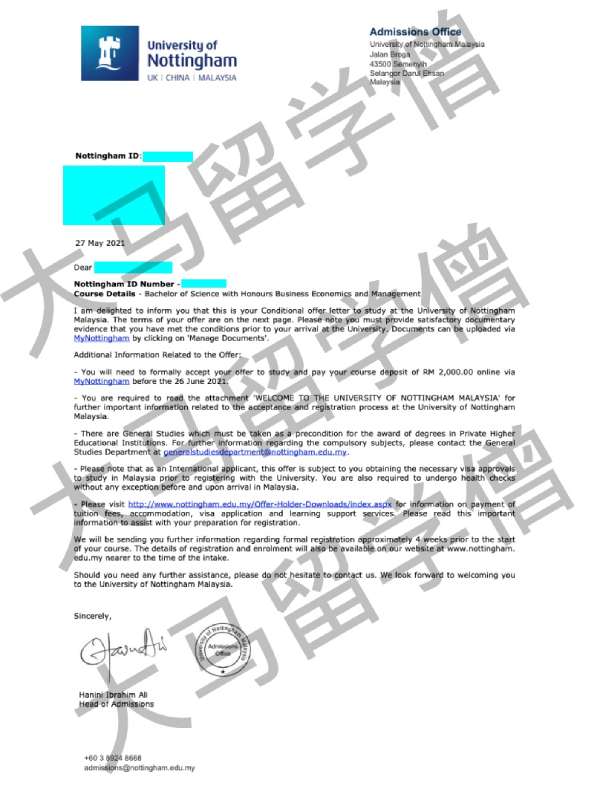 University of
Nottingham
UK | CHINA | MALAYSIA
Admissions Office
University of Nottingham Malaysia
Jalan Broga
43500 Semenyih
Selangor Darul Ehsan
Malaysia
Nottingham ID:
27 May 2021
Dear
Nottingham ID Number -
Course Details - Bachelor of Science with Honours Business Economics and Management
I am delighted to inform you that this is your Conditional offer letter to study at the University of Nottingham
Malaysia. The terms of your offer are on the next page. Please note you must provide satisfactory documentary
evidence that you have met the conditions prior to your arrival at the University. Documents can be uploaded via
MyNottingham by clicking on 'Manage Documents'.
Additional Information Related to the Offer:
- You will need to formally accept your offer to study and pay your course deposit of RM 2,000.00 online via
MyNottingham before the 26 June 2021.
- You are required to read the attachment 'WELCOME TO THE UNIVERSITY OF NOTTINGHAM MALAYSIA' for
further important information related to the acceptance and registration process at the University of Nottingham
Malaysia.
- There are General Studies which must be taken as a precondition for the award of degrees in Private Higher
Educational Institutions. For further information regarding the compulsory subjects, please contact the General
Studies Department at generalstudiesdepartment@nottingham.edu.my.
- Please note that as an International applicant, this offer is subject to you obtaining the necessary visa approvals
to study in Malaysia prior to registering with the University. You are also required to undergo health checks
without any exception before and upon arrival in Malaysia.
- Please visit http://www.nottingham.edu.my/Offer-Holder-Downloads/index.aspx for information on payment of
tuition fees, accommodation, visa application and learning support services. Please read this important
information to assist with your preparation for registration.
We will be sending you further information regarding formal registration approximately 4 weeks prior to the start
of your course. The details of registration and enrolment will also be available on our website at www.nottingham.
edu.my nearer to the time of the intake.
Should you need any further assistance, please do not hesitate to contact us. We look forward to welcoming you
to the University of Nottingham Malaysia.
Sincerely,
University of Nottingham Malaysia
Admissions
Office
Hanini Ibrahim Ali
Head of Admissions
+60 3 8924 8668
admissions@nottingham.edu.my
大马留学僧
大马留学僧
大马留学僧